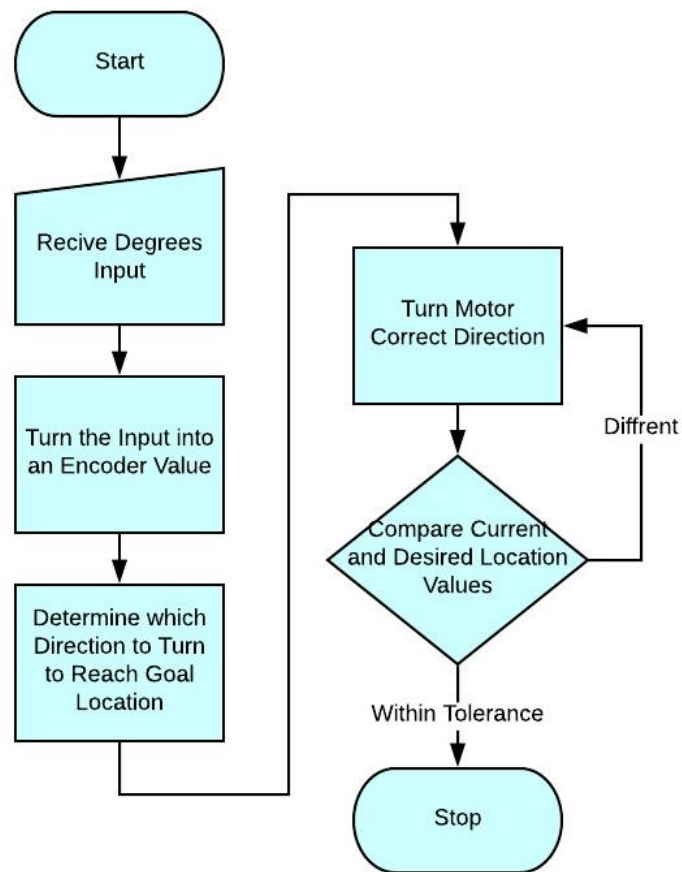 Start
Recive Degrees
Input
Turn the Input into
an Encoder Value
Determine which
Direction to Turn
to Reach Goal
Location
Turn Motor
Correct Direction
Diffrent
Compare Current
and Desired Location
Values
Within Tolerance
Stop